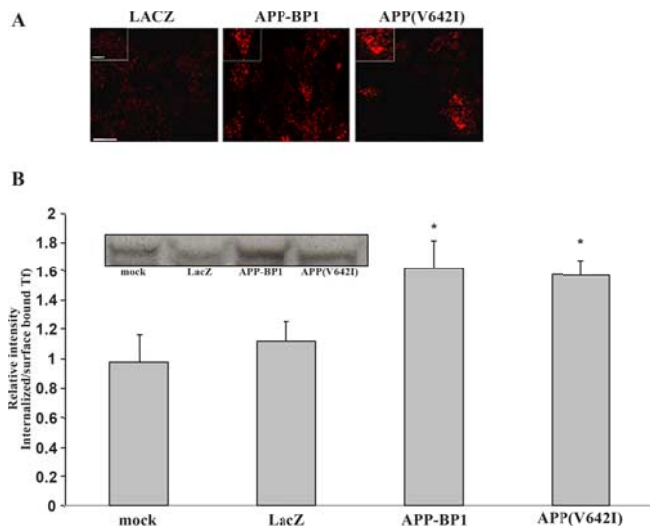 A
LACZ APP-BP1 APP(V642I)
B
Relative intensity
Internalized/surface bound Tf)
2
1.8
1.6
1.4
1.2
1
0.8
0.6
0.4
0.2
0
mock LacZ APP-BP1 APP(V642I)
* *
mock LacZ APP-BP1 APP(V642I)